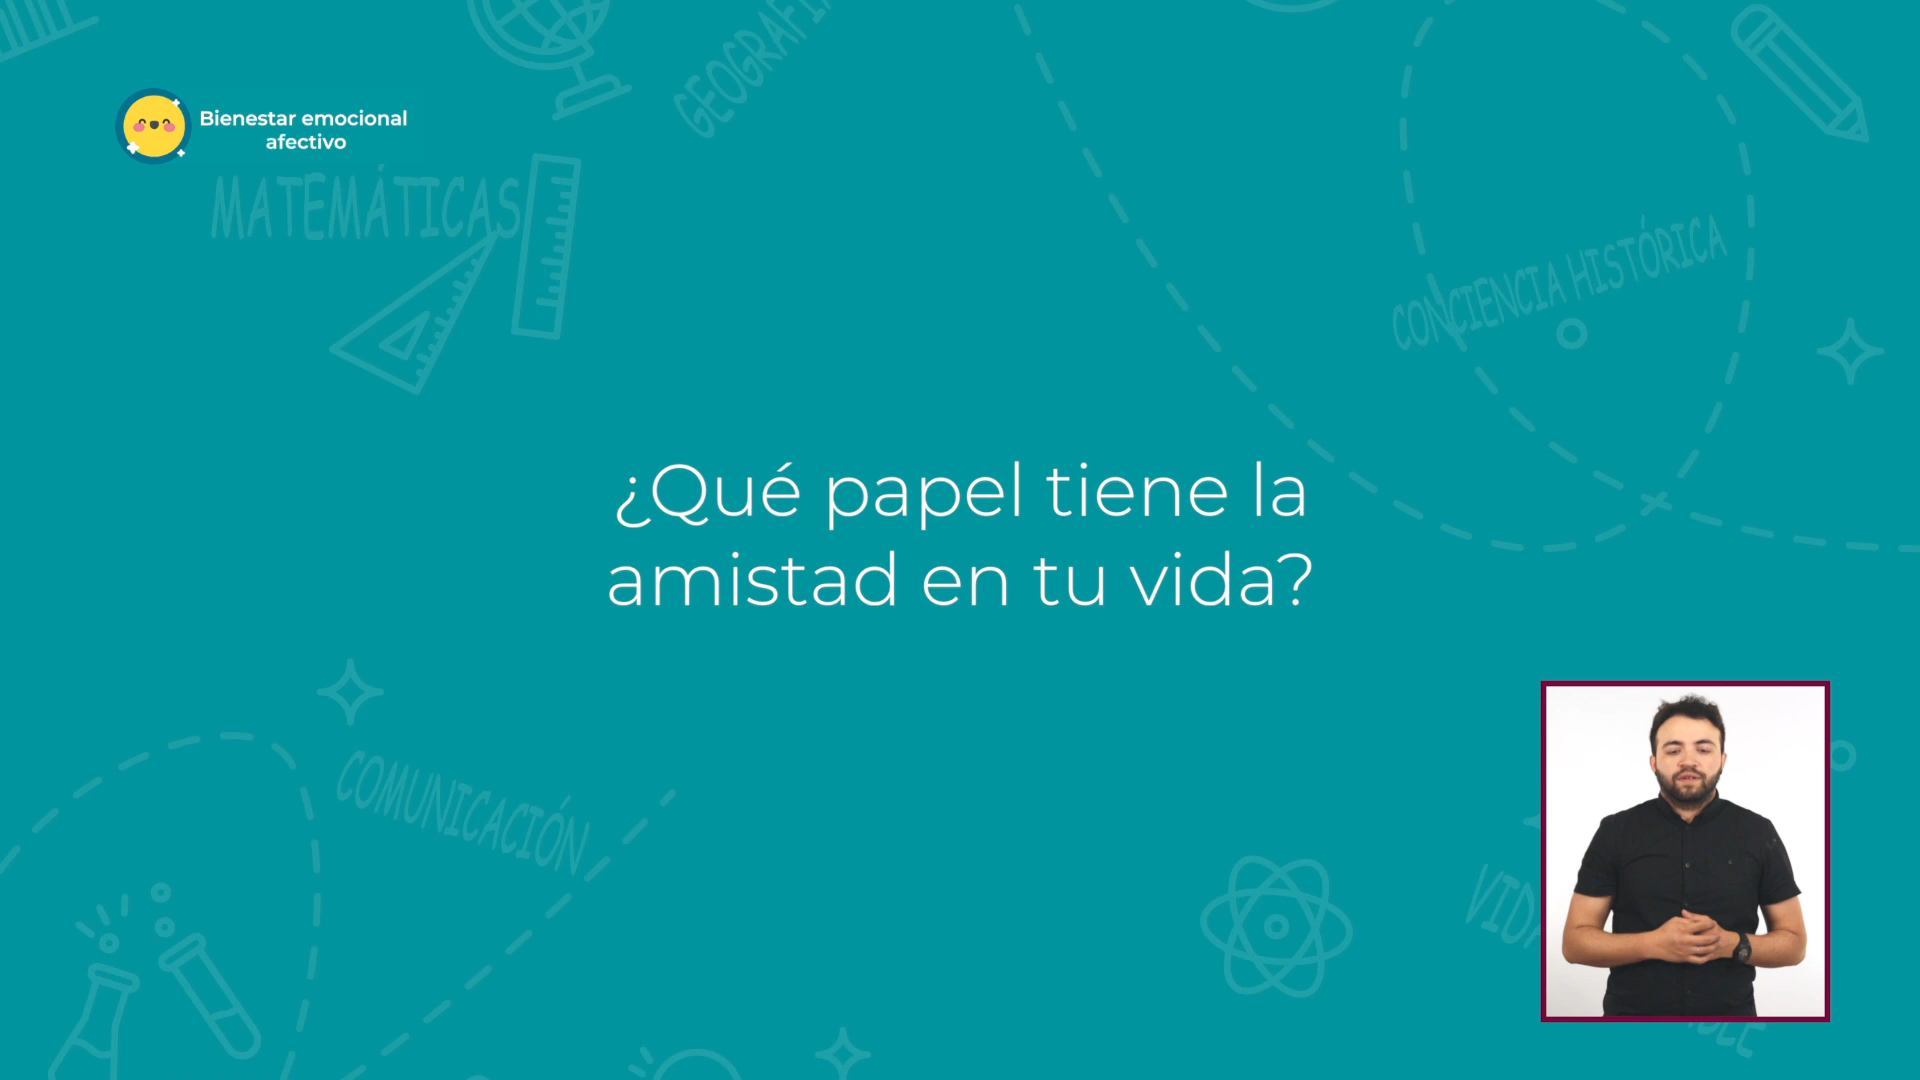 GEOGRAFÍA
Bienestar emocional
afectivo
MATEMÁTICAS
CONCIENCIA HISTÓRICA
¿Qué papel tiene la
amistad en tu vida?
COMUNICACIÓN